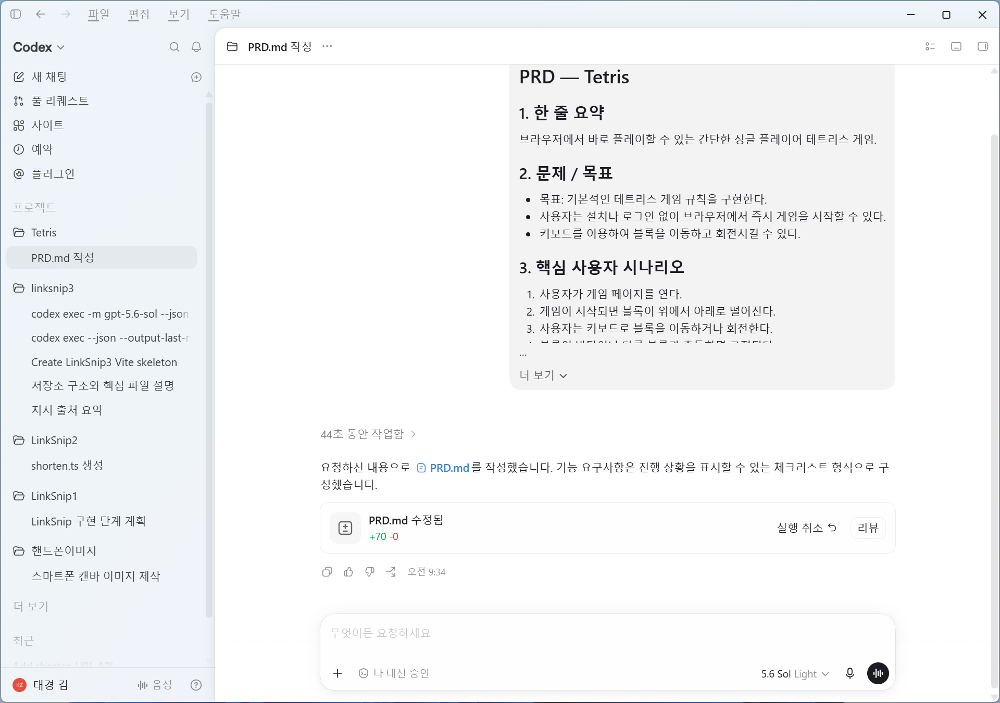 파일 편집 보기 도움말
Codex
새 채팅
풀 리퀘스트
사이트
예약
플러그인
프로젝트
Tetris
PRD.md 작성
linksnip3
codex exec -m gpt-5.6-sol --json
codex exec --json --output-last-
Create LinkSnip3 Vite skeleton
저장소 구조와 핵심 파일 설명
지시 출처 요약
LinkSnip2
shorten.ts 생성
LinkSnip1
LinkSnip 구현 단계 계획
핸드폰이미지
스마트폰 캔바 이미지 제작
더 보기
최근
Add shorten URL API
KZ 대경 김 음성
PRD.md 작성 ...
PRD — Tetris
1. 한 줄 요약
브라우저에서 바로 플레이할 수 있는 간단한 싱글 플레이어 테트리스 게임.
2. 문제 / 목표
• 목표: 기본적인 테트리스 게임 규칙을 구현한다.
• 사용자는 설치나 로그인 없이 브라우저에서 즉시 게임을 시작할 수 있다.
• 키보드를 이용하여 블록을 이동하고 회전시킬 수 있다.
3. 핵심 사용자 시나리오
1. 사용자가 게임 페이지를 연다.
2. 게임이 시작되면 블록이 위에서 아래로 떨어진다.
3. 사용자는 키보드로 블록을 이동하거나 회전한다.
...
더 보기
44초 동안 작업함
요청하신 내용으로 PRD.md를 작성했습니다. 기능 요구사항은 진행 상황을 표시할 수 있는 체크리스트 형식으로 구
성했습니다.
PRD.md 수정됨
+70 -0
실행 취소 리뷰
오전 9:34
무엇이든 요청하세요
나 대신 승인 5.6 Sol Light